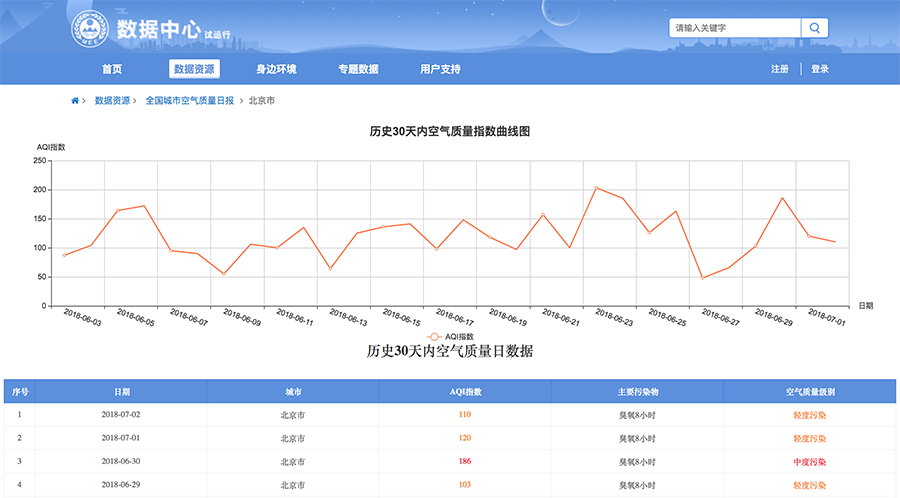 MEE
数据中心 试运行
请输入关键字
首页 数据资源 身边环境 专题数据 用户支持 注册 登录
数据资源 > 全国城市空气质量日报 > 北京市
历史30天内空气质量指数曲线图
AQI指数
250
200
150
100
50
0
2018-06-03 2018-06-05 2018-06-07 2018-06-09 2018-06-11 2018-06-13 2018-06-15 2018-06-17 2018-06-19 2018-06-21 2018-06-23 2018-06-25 2018-06-27 2018-06-29 2018-07-01 日期
AQI指数
历史30天内空气质量日数据
序号 日期 城市 AQI指数 主要污染物 空气质量级别
1 2018-07-02 北京市 110 臭氧8小时 轻度污染
2 2018-07-01 北京市 120 臭氧8小时 轻度污染
3 2018-06-30 北京市 186 臭氧8小时 中度污染
4 2018-06-29 北京市 103 臭氧8小时 轻度污染